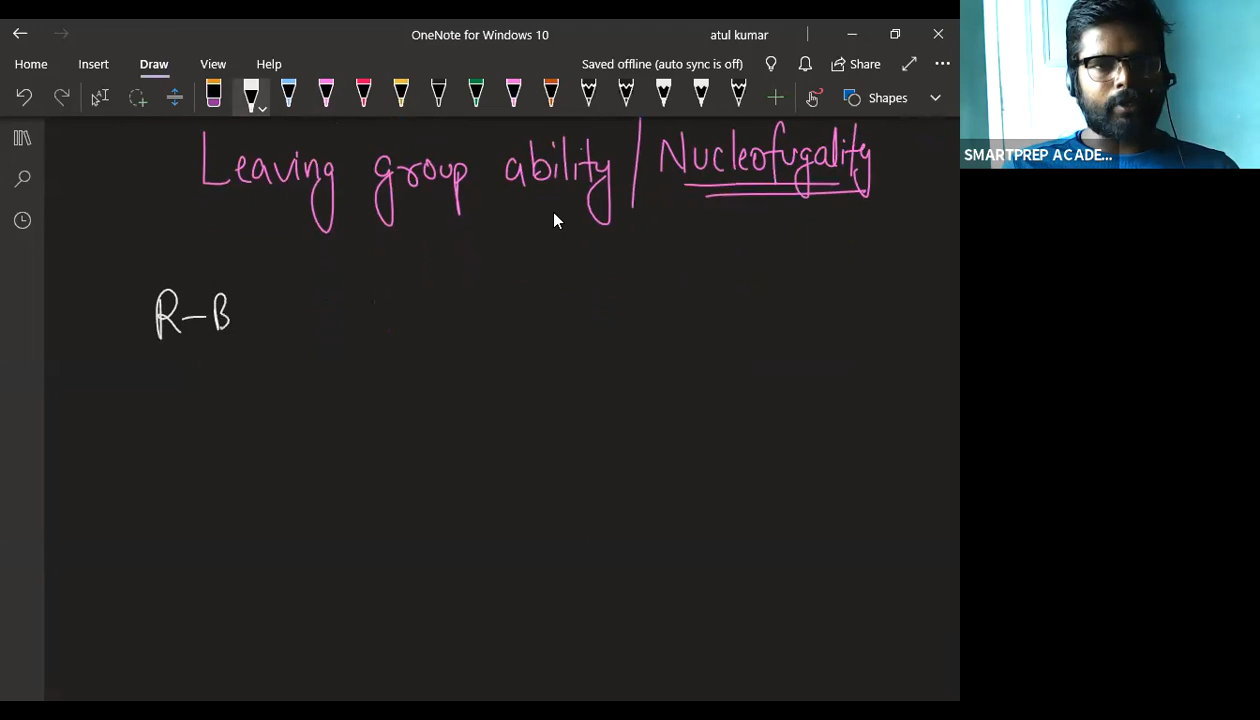 OneNote for Windows 10
atul kumar
Home Insert Draw View Help
Saved offline (auto sync is off)
Share
Shapes
SMARTPREP ACADE...
Leaving group ability / Nucleofugality
R-B